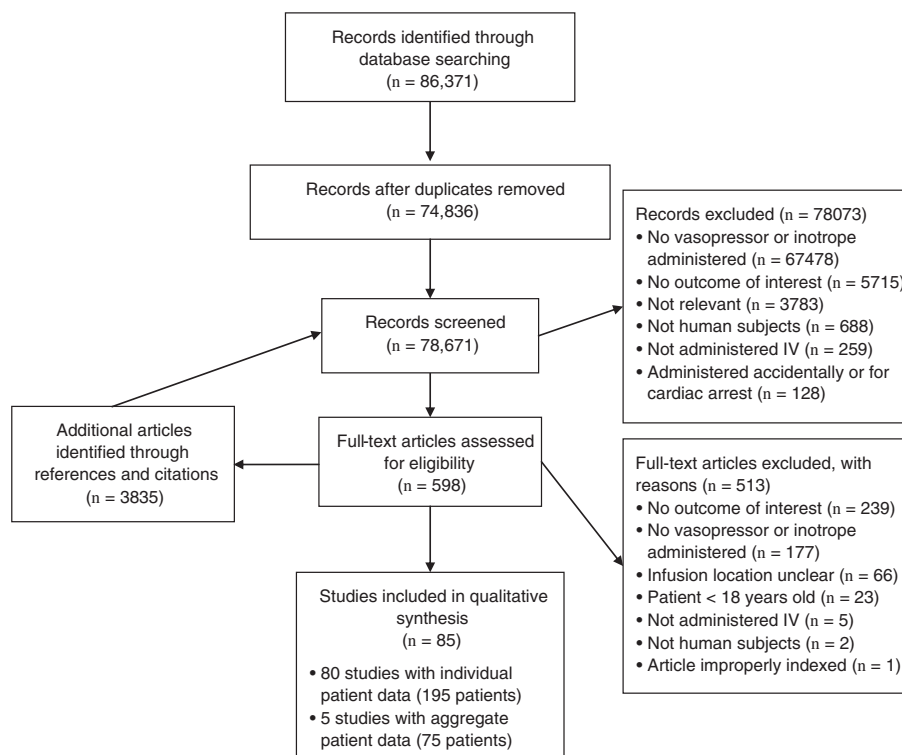 Records identified through
database searching
(n = 86,371)
Records after duplicates removed
(n = 74,836)
Records excluded (n = 78073)
• No vasopressor or inotrope
administered (n = 67478)
• No outcome of interest (n = 5715)
• Not relevant (n = 3783)
• Not human subjects (n = 688)
• Not administered IV (n = 259)
• Administered accidentally or for
cardiac arrest (n = 128)
Records screened
(n = 78,671)
Additional articles
identified through
references and citations
(n = 3835)
Full-text articles assessed
for eligibility
(n = 598)
Full-text articles excluded, with
reasons (n = 513)
• No outcome of interest (n = 239)
• No vasopressor or inotrope
administered (n = 177)
• Infusion location unclear (n = 66)
• Patient < 18 years old (n = 23)
• Not administered IV (n = 5)
• Not human subjects (n = 2)
• Article improperly indexed (n = 1)
Studies included in qualitative
synthesis
(n = 85)
• 80 studies with individual
patient data (195 patients)
• 5 studies with aggregate
patient data (75 patients)